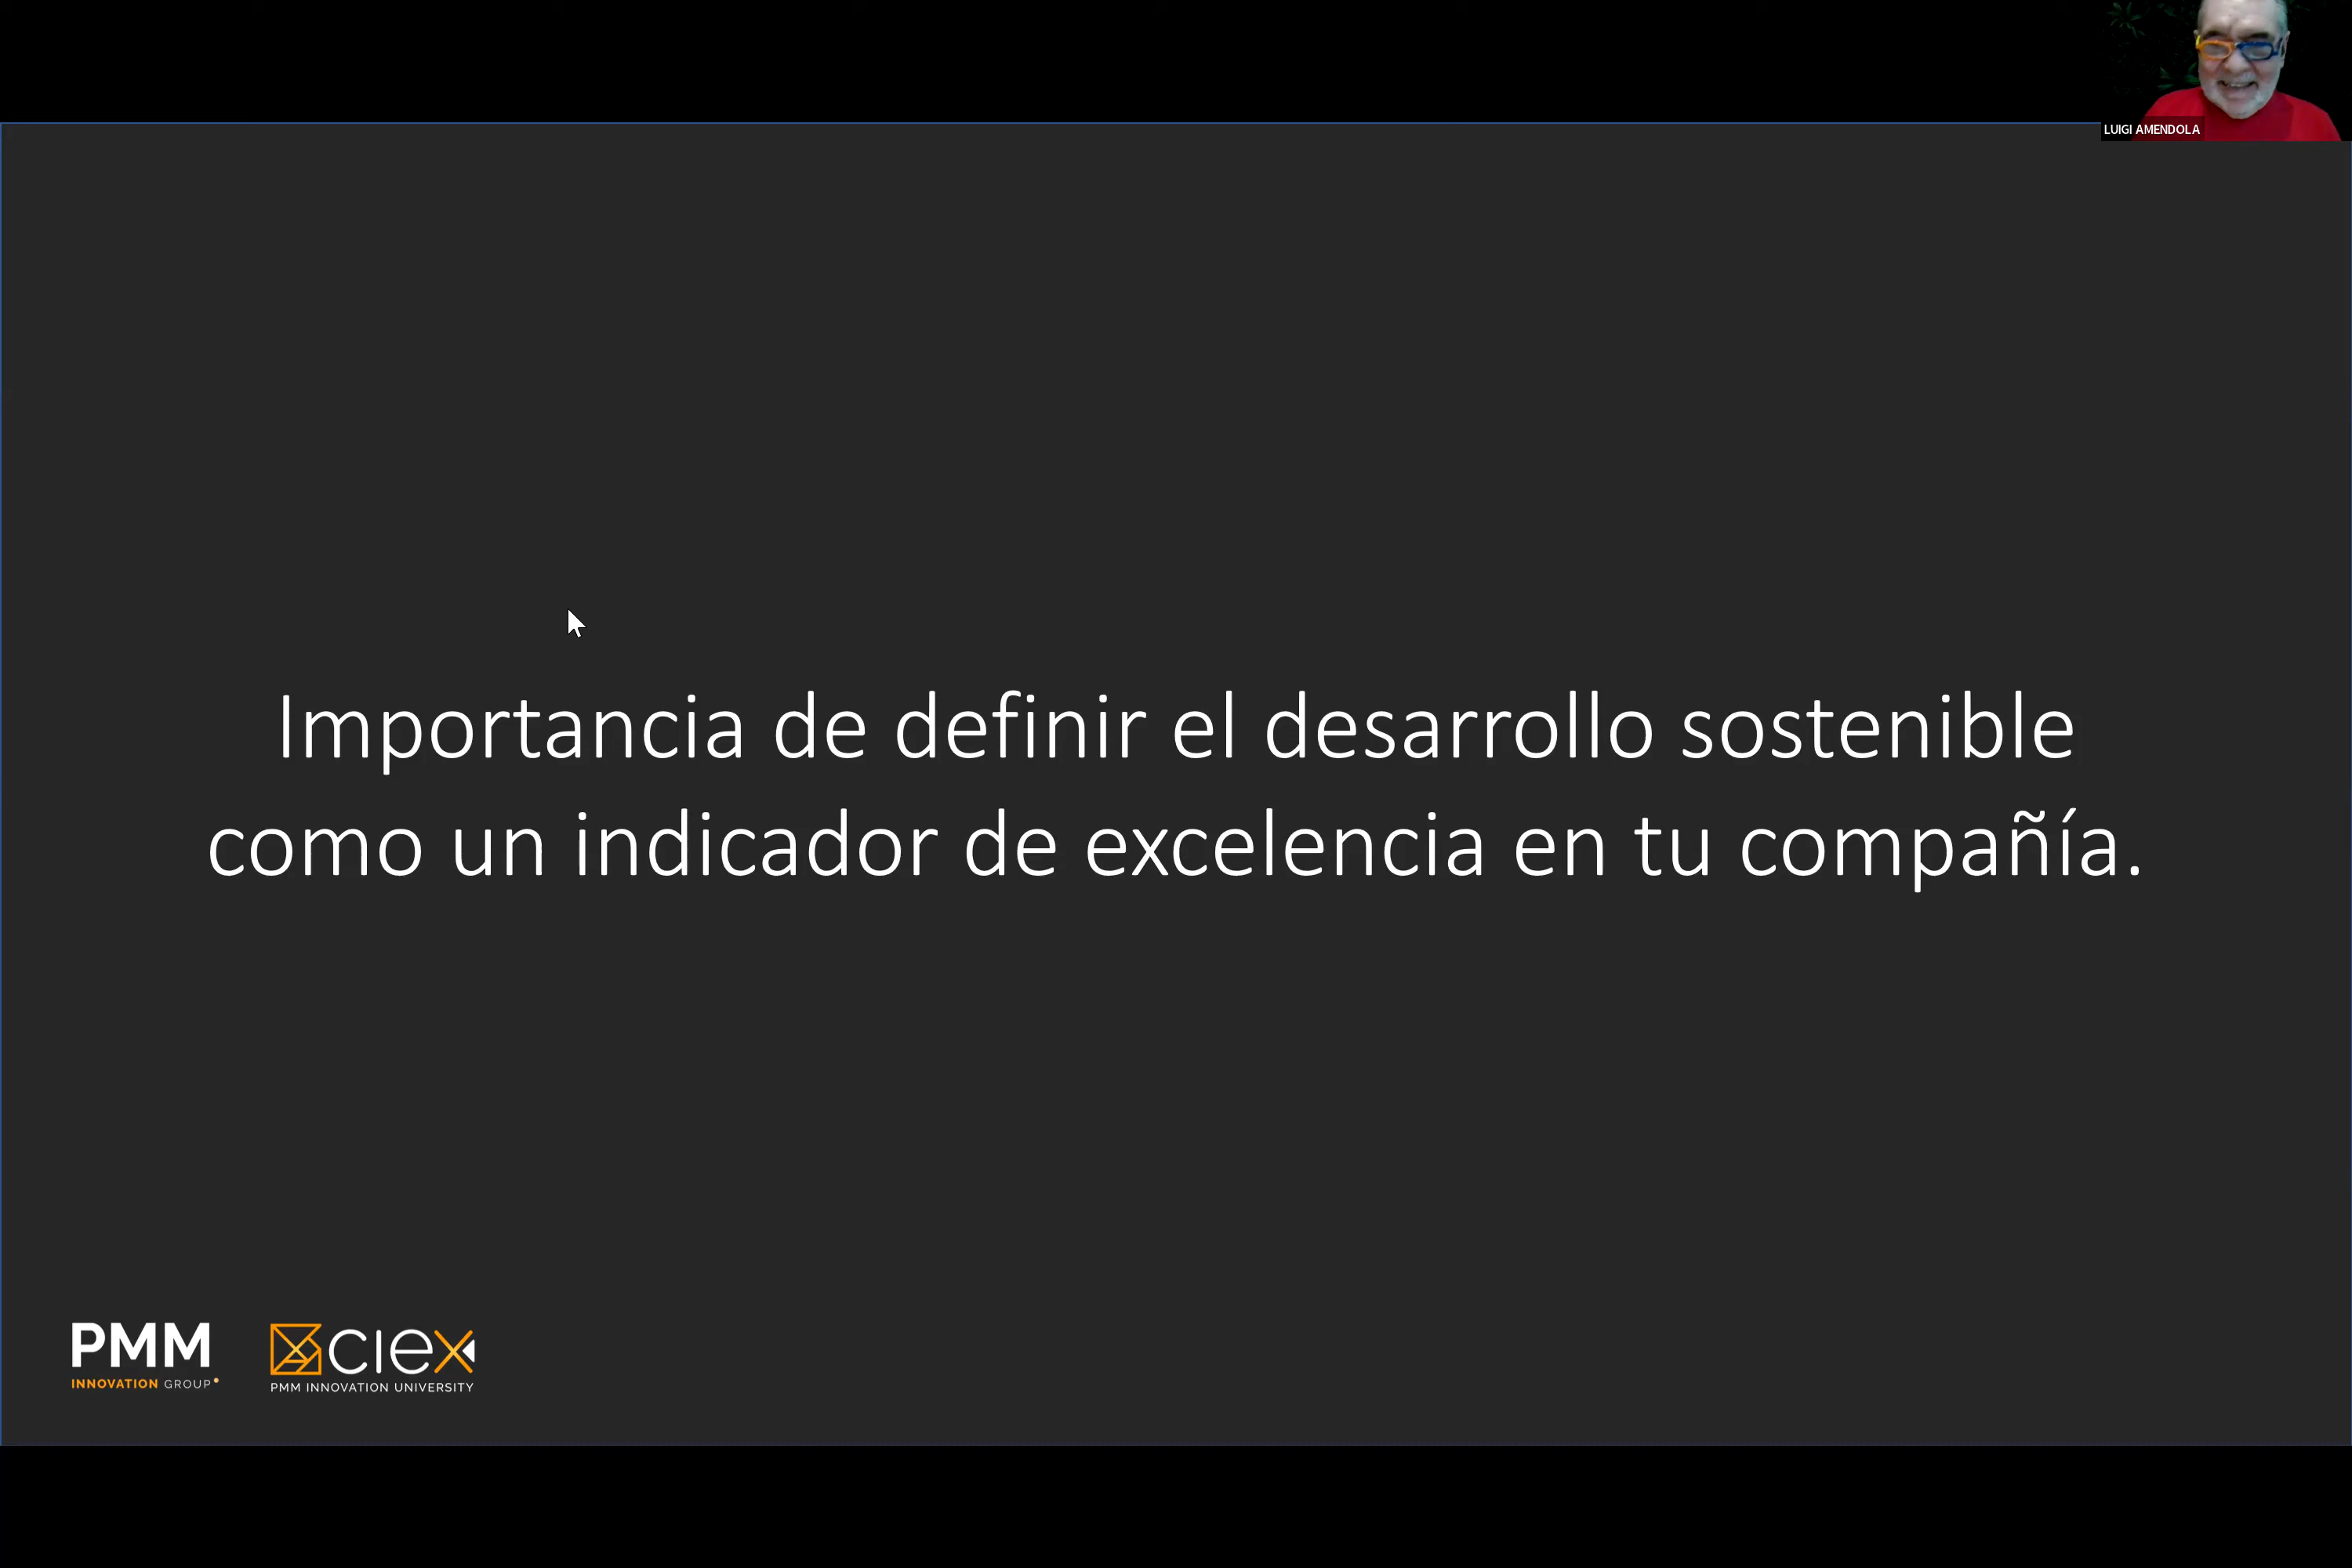 LUIGI AMENDOLA
Importancia de definir el desarrollo sostenible
como un indicador de excelencia en tu compañía.
PMM
INNOVATION GROUP
ciex
PMM INNOVATION UNIVERSITY